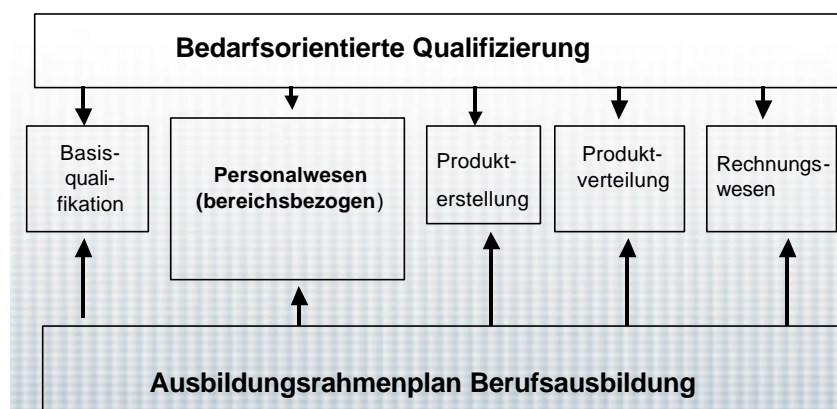 Bedarfsorientierte Qualifizierung
Basis-
quali-
fikation
Personalwesen
(bereichsbezogen)
Produkt-
erstellung
Produkt-
verteilung
Rechnungs-
wesen
Ausbildungsrahmenplan Berufsausbildung